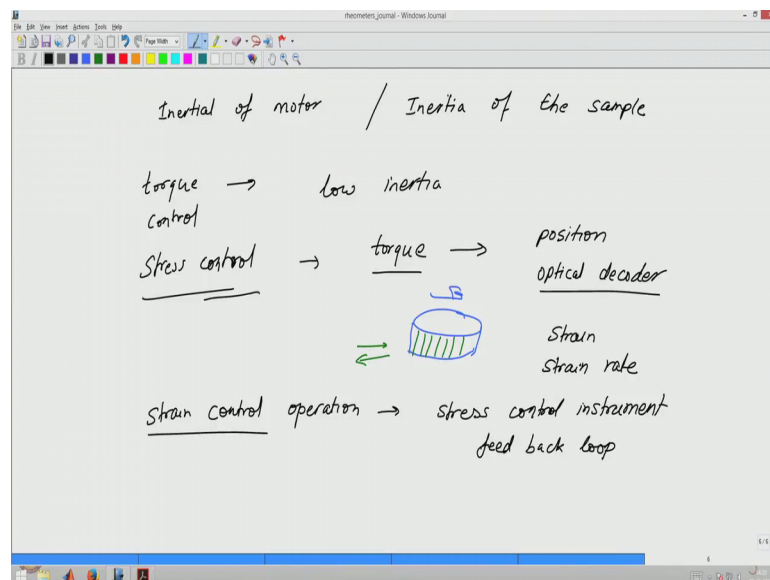 rheometers_journal - Windows Journal
File Edit View Insert Actions Tools Help
Page Width
B I
Inertial of motor / Inertia of the sample
torque → low inertia
control
Stress control → torque → position
optical decoder
Strain
Strain rate
Strain control operation → stress control instrument
feed back loop
6/6
6